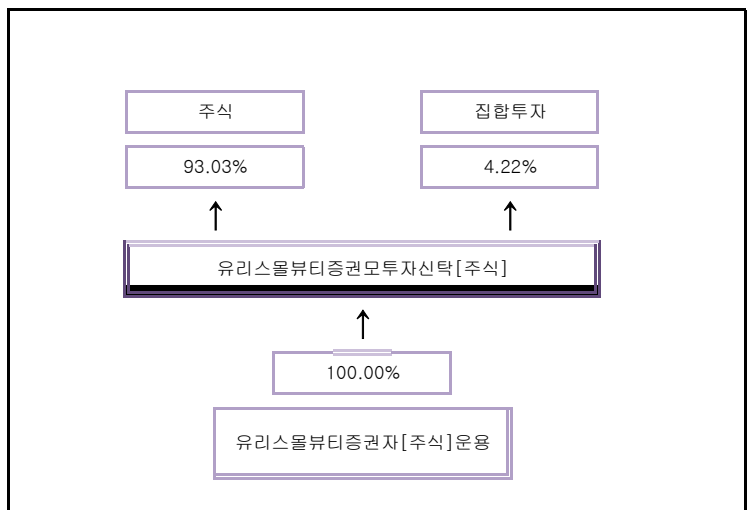 주식
집합투자
93.03%
4.22%
유리스몰뷰티증권모투자신탁[주식]
100.00%
유리스몰뷰티증권자[주식]운용